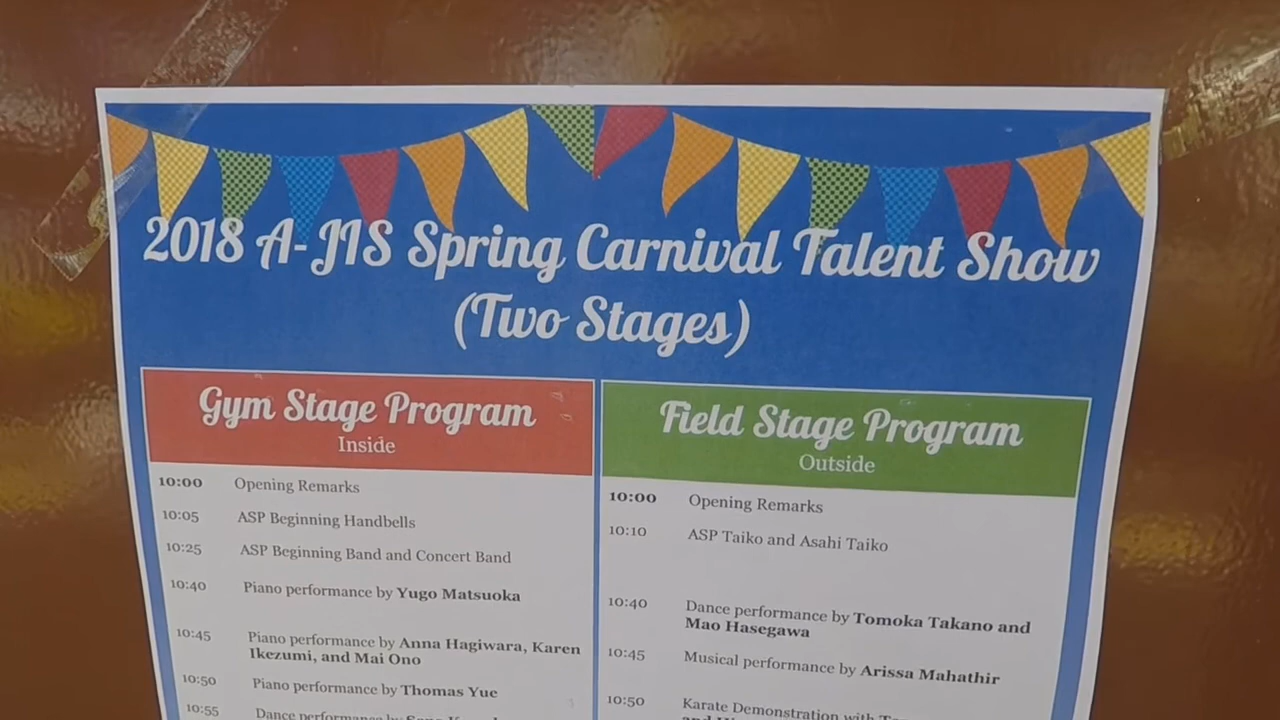 2018 A-JIS Spring Carnival Talent Show
(Two Stages)
Gym Stage Program
Inside
10:00 Opening Remarks
10:05 ASP Beginning Handbells
10:25 ASP Beginning Band and Concert Band
10:40 Piano performance by Yugo Matsuoka
10:45 Piano performance by Anna Hagiwara, Karen
Ikezumi, and Mai Ono
10:50 Piano performance by Thomas Yue
10:55 Dance performance by
Field Stage Program
Outside
10:00 Opening Remarks
10:10 ASP Taiko and Asahi Taiko
10:40 Dance performance by Tomoka Takano and
Mao Hasegawa
10:45 Musical performance by Arissa Mahathir
10:50 Karate Demonstration with